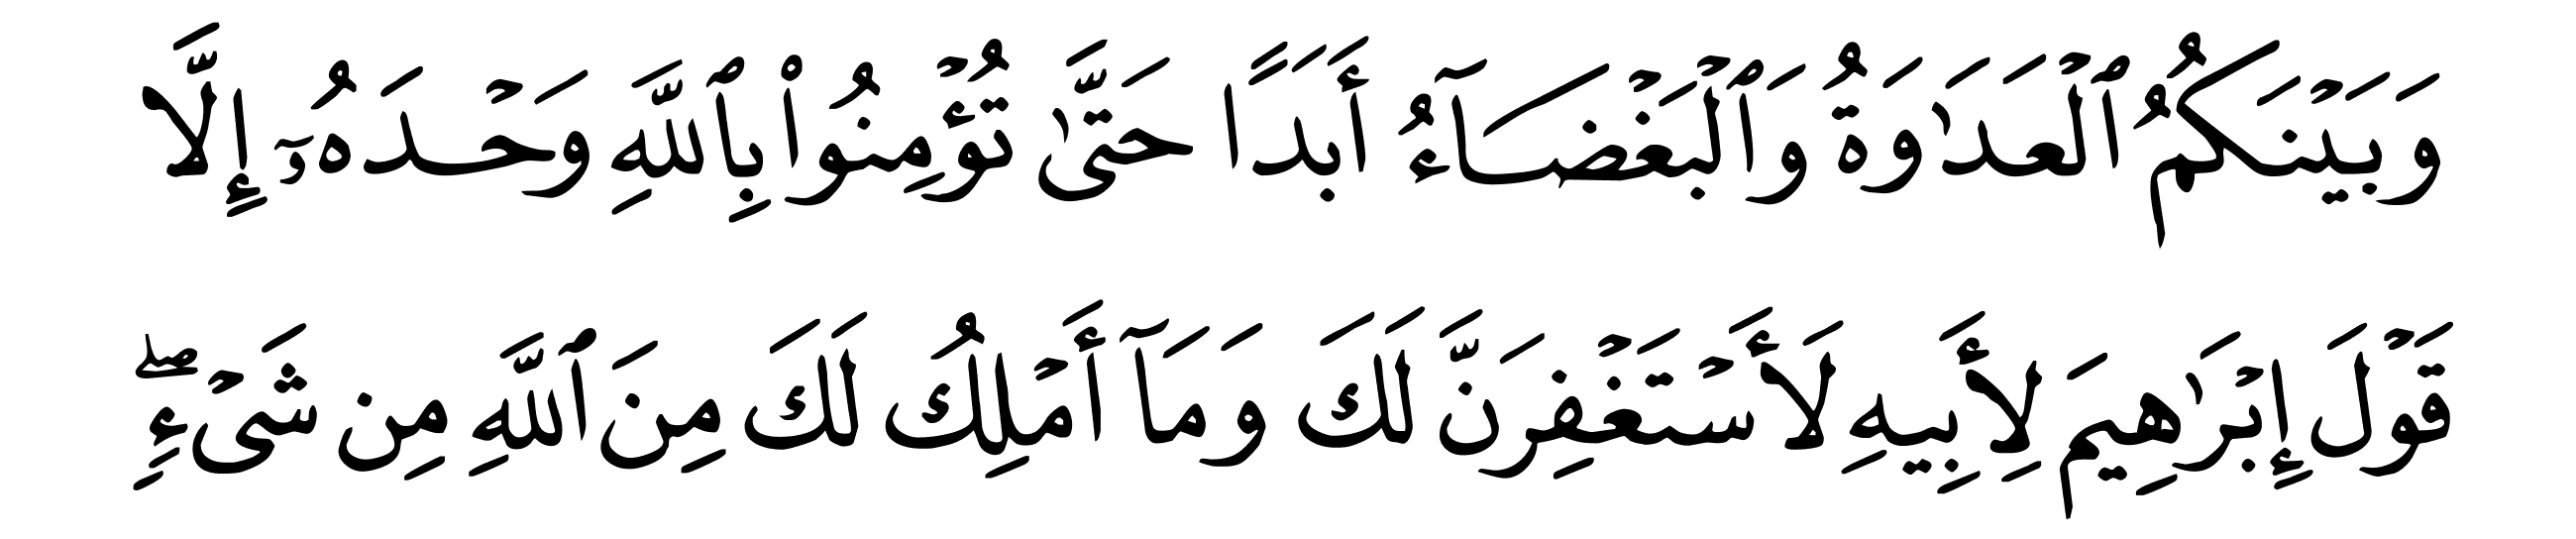 وَبَيْنَكُمُ ٱلْعَدَٰوَةُ وَٱلْبَغْضَآءُ أَبَدًا حَتَّىٰ تُؤْمِنُوا۟ بِٱللَّهِ وَحْدَهُۥٓ إِلَّا
قَوْلَ إِبْرَٰهِيمَ لِأَبِيهِ لَأَسْتَغْفِرَنَّ لَكَ وَمَآ أَمْلِكُ لَكَ مِنَ ٱللَّهِ مِن شَىْءٍۢ ۖ